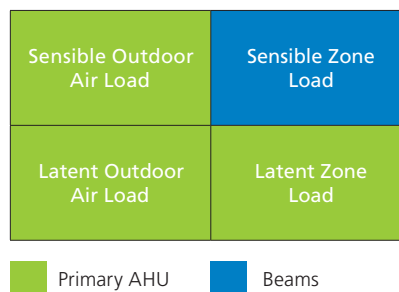 Sensible Outdoor
Air Load
Sensible Zone
Load
Latent Outdoor
Air Load
Latent Zone
Load
Primary AHU
Beams